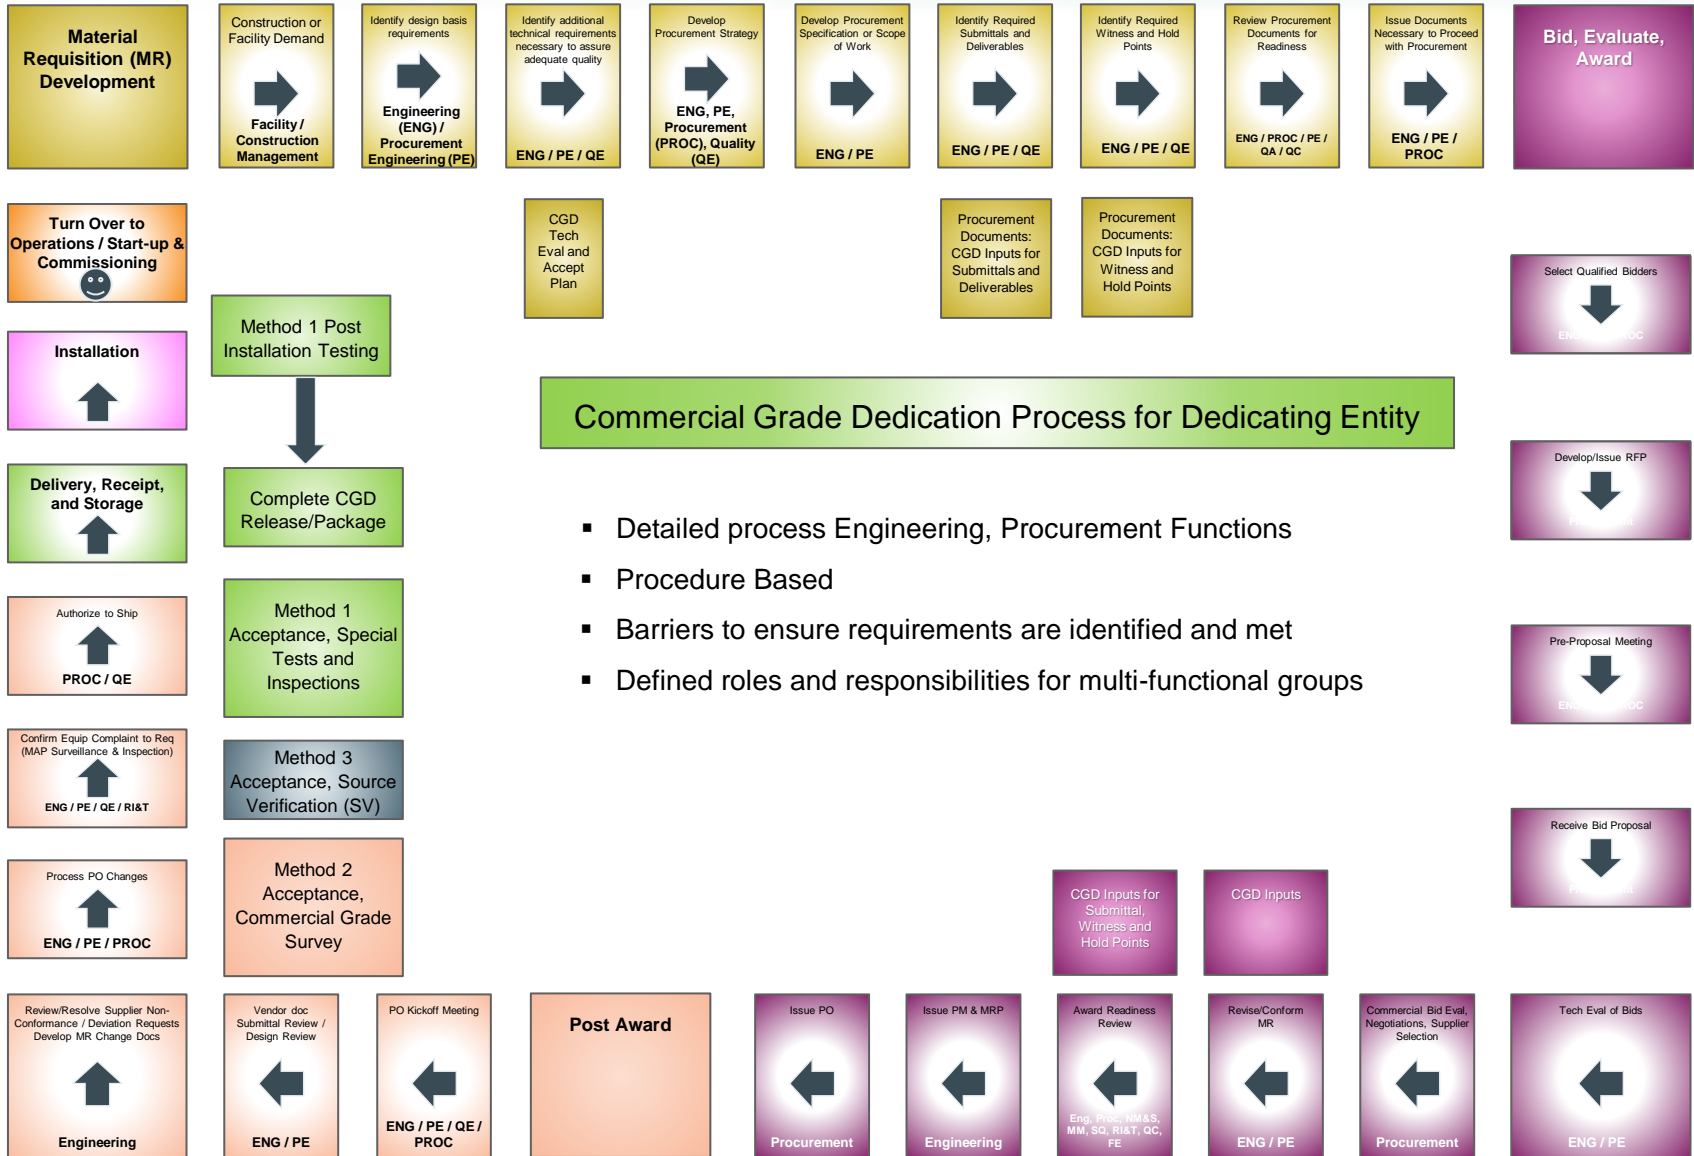 Material
Requisition (MR)
Development
Construction or
Facility Demand
Facility /
Construction
Management
Identify design basis
requirements
Engineering
(ENG) /
Procurement
Engineering (PE)
Identify additional
technical requirements
necessary to assure
adequate quality
ENG / PE / QE
Develop
Procurement Strategy
ENG, PE,
Procurement
(PROC), Quality
(QE)
Develop Procurement
Specification or Scope
of Work
ENG / PE
Identify Required
Submittals and
Deliverables
ENG / PE / QE
Identify Required
Witness and Hold
Points
ENG / PE / QE
Review Procurement
Documents for
Readiness
ENG / PROC / PE /
QA / QC
Issue Documents
Necessary to Proceed
with Procurement
ENG / PE /
PROC
Bid, Evaluate,
Award
CGD
Tech
Eval and
Accept
Plan
Procurement
Documents:
CGD Inputs for
Submittals and
Deliverables
Procurement
Documents:
CGD Inputs for
Witness and
Hold Points
Select Qualified Bidders
Develop/Issue RFP
Pre-Proposal Meeting
Receive Bid Proposal
Tech Eval of Bids
ENG / PE
Commercial Bid Eval,
Negotiations, Supplier
Selection
Procurement
Revise/Conform
MR
ENG / PE
CGD Inputs
Award Readiness
Review
Eng, Proc, NM&S,
MM, SQ, RI&T, QC,
FE
CGD Inputs for
Submittal,
Witness and
Hold Points
Issue PM & MRP
Engineering
Issue PO
Procurement
Post Award
PO Kickoff Meeting
ENG / PE / QE /
PROC
Vendor doc
Submittal Review /
Design Review
ENG / PE
Review/Resolve Supplier Non-
Conformance / Deviation Requests
Develop MR Change Docs
Engineering
Process PO Changes
ENG / PE / PROC
Confirm Equip Complaint to Req
(MAP Surveillance & Inspection)
ENG / PE / QE / RI&T
Authorize to Ship
PROC / QE
Delivery, Receipt,
and Storage
Installation
Turn Over to
Operations / Start-up &
Commissioning
Method 1 Post
Installation Testing
Complete CGD
Release/Package
Method 1
Acceptance, Special
Tests and
Inspections
Method 3
Acceptance, Source
Verification (SV)
Method 2
Acceptance,
Commercial Grade
Survey
Commercial Grade Dedication Process for Dedicating Entity
▪ Detailed process Engineering, Procurement Functions
▪ Procedure Based
▪ Barriers to ensure requirements are identified and met
▪ Defined roles and responsibilities for multi-functional groups